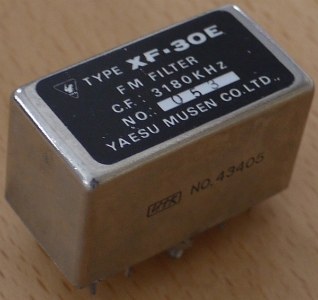 TYPE XF-30E
FM FILTER
C.F. 3180KHz
NO. 053
YAESU MUSEN CO.LTD.
NO.43405